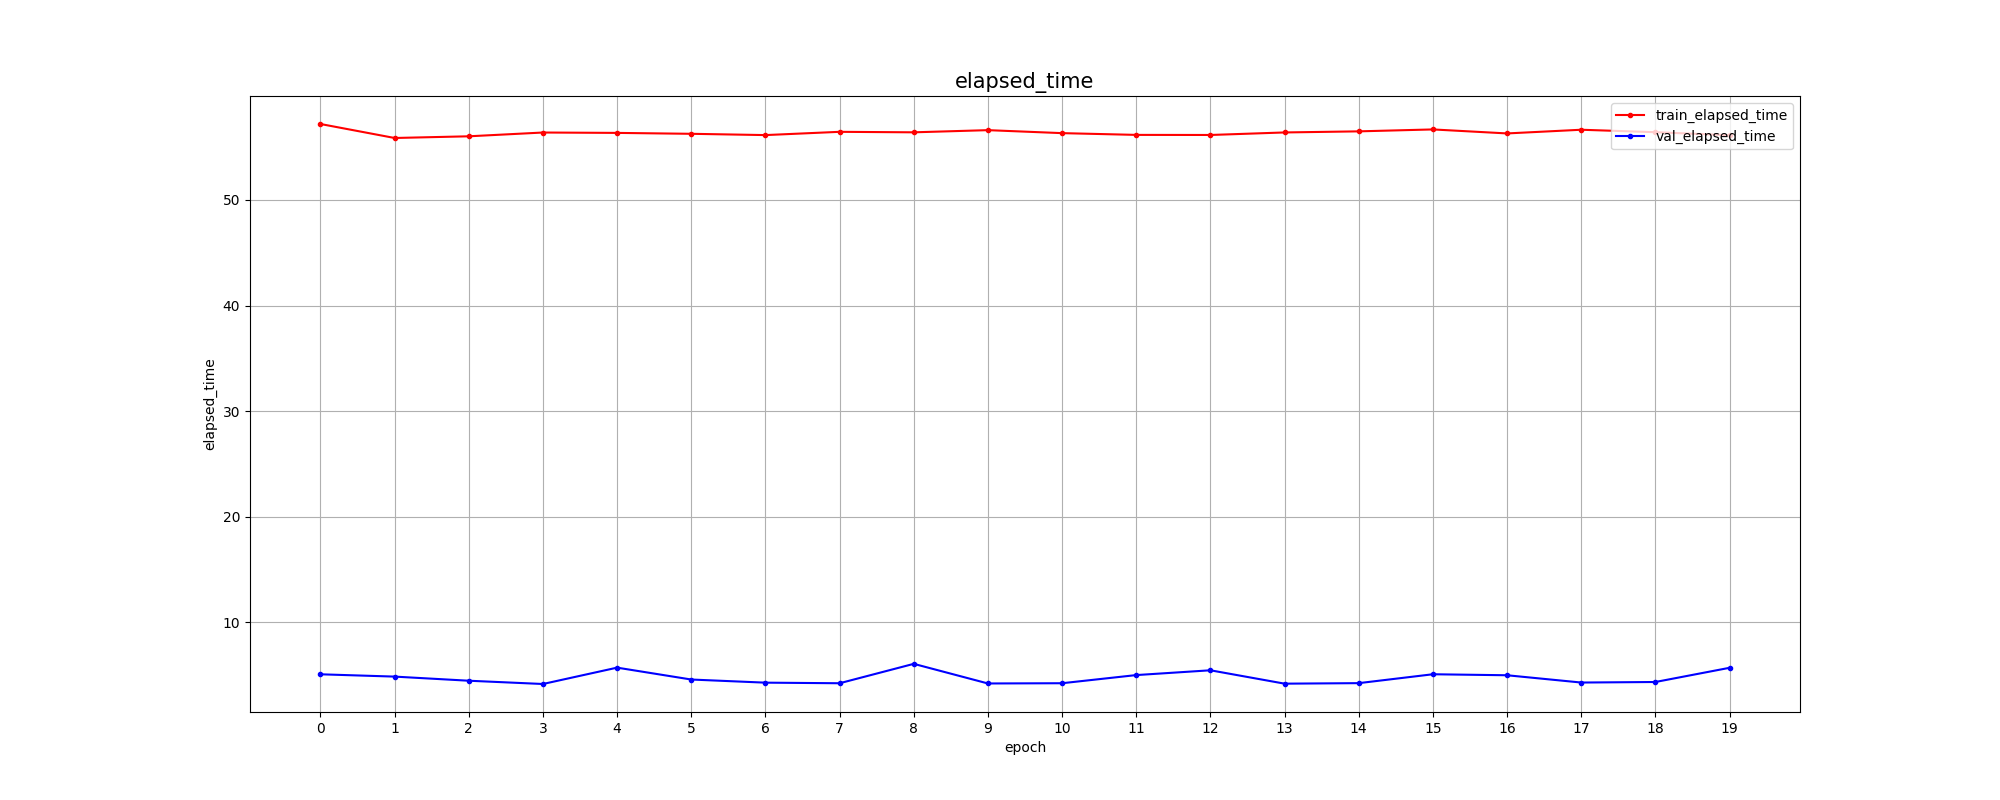 elapsed_time
train_elapsed_time
val_elapsed_time
50
40
30
20
10
elapsed_time
0 1 2 3 4 5 6 7 8 9 10 11 12 13 14 15 16 17 18 19
epoch